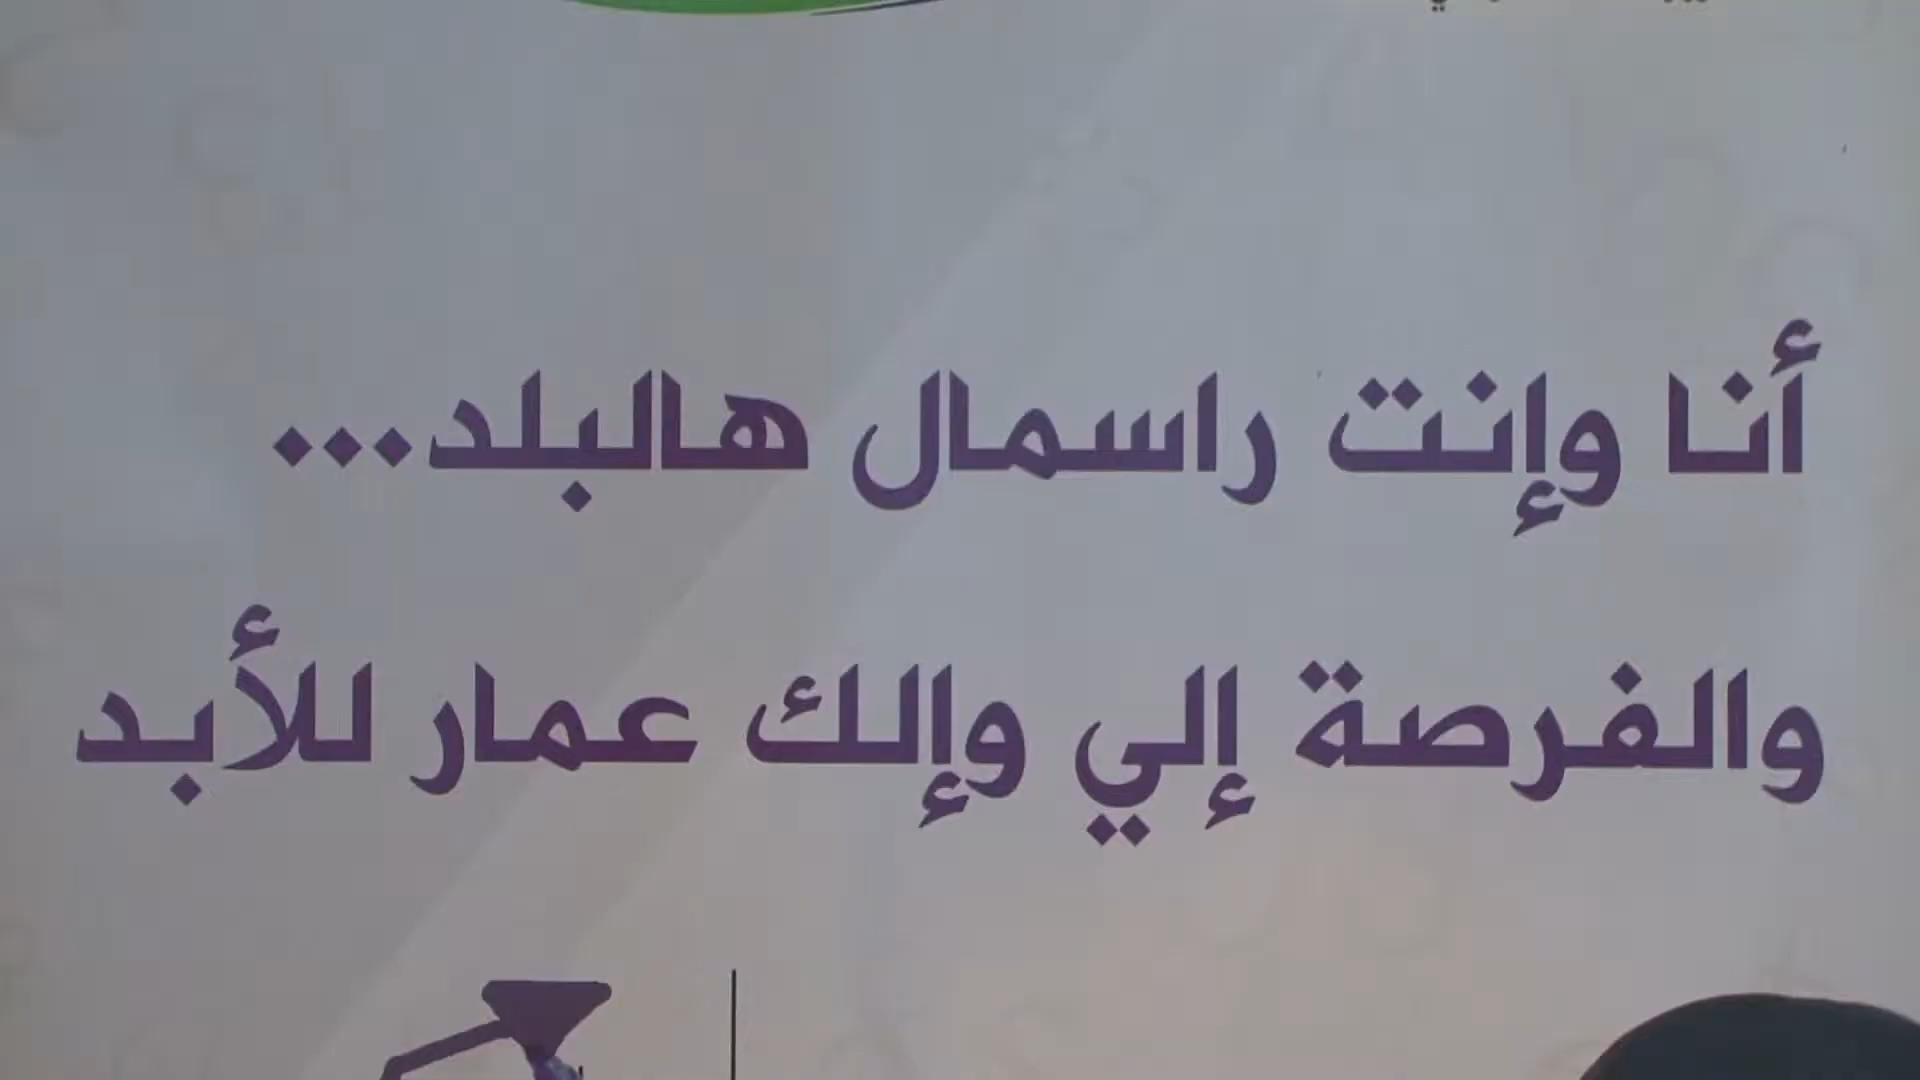 أنا وإنت راسمال هالبلد...
والفرصة إلي وإلك عمار للأبد